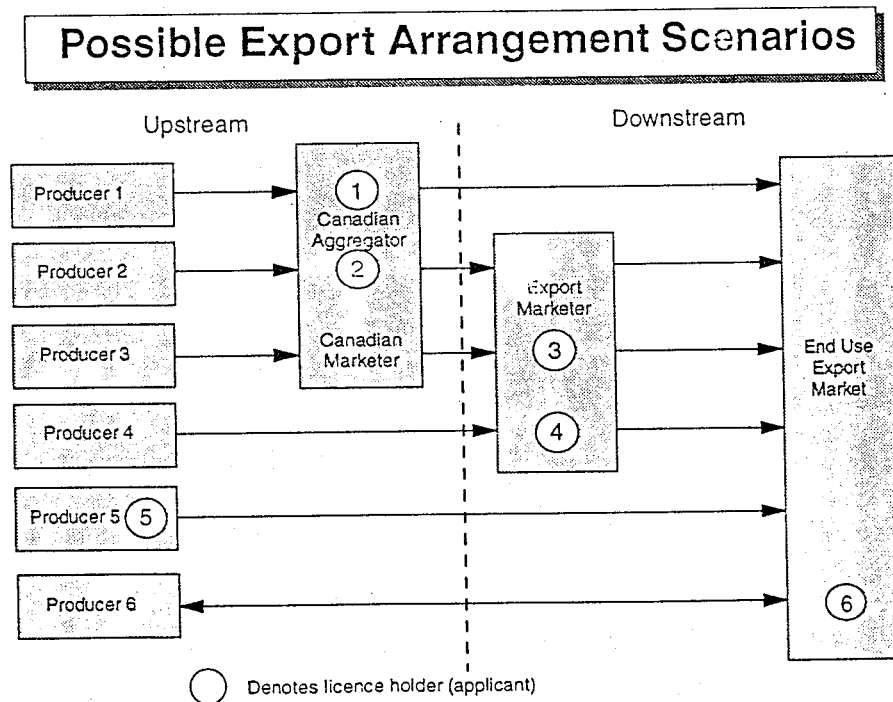 Possible Export Arrangement Scenarios
Upstream
Downstream
Producer 1
1
Canadian
Aggregator
Producer 2
2
Export
Marketer
Producer 3
Canadian
Marketer
3
End Use
Export
Market
Producer 4
4
Producer 5
5
Producer 6
6
Denotes licence holder (applicant)